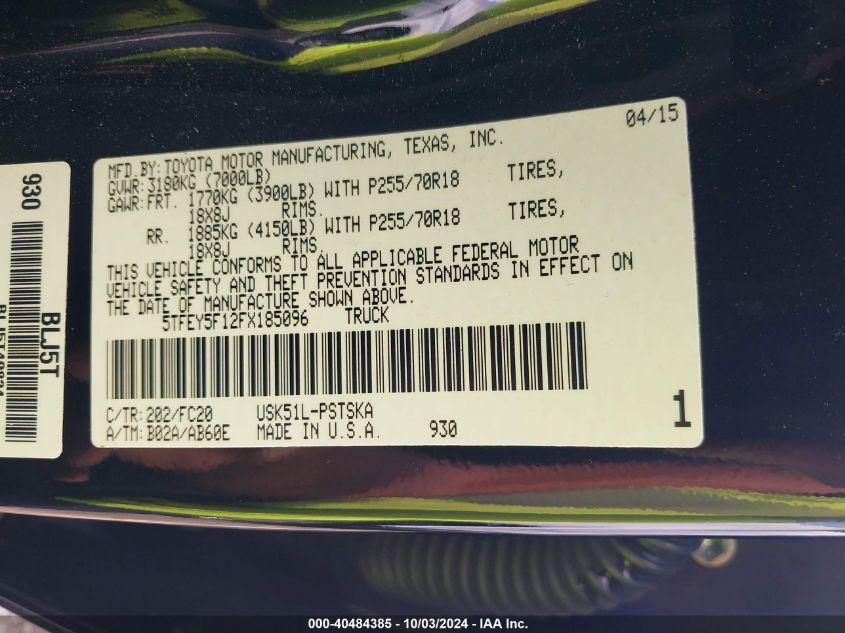 04/15
MFD.BY: TOYOTA MOTOR MANUFACTURING, TEXAS, INC.
GVWR: 3180KG (7000LB)
GAWR: FRT. 1770KG (3900LB) WITH P255/70R18 TIRES,
18X8J RIMS.
RR. 1885KG (4150LB) WITH P255/70R18 TIRES,
18X8J RIMS.
THIS VEHICLE CONFORMS TO ALL APPLICABLE FEDERAL MOTOR
VEHICLE SAFETY AND THEFT PREVENTION STANDARDS IN EFFECT ON
THE DATE OF MANUFACTURE SHOWN ABOVE.
5TFEY5F12FX185096 TRUCK
C/TR: 202/FC20 USK51L-PSTSKA
A/TM: B02A/AB60E MADE IN U.S.A. 930
1
930
BLJ5T
000-40484385 - 10/03/2024 - IAA Inc.